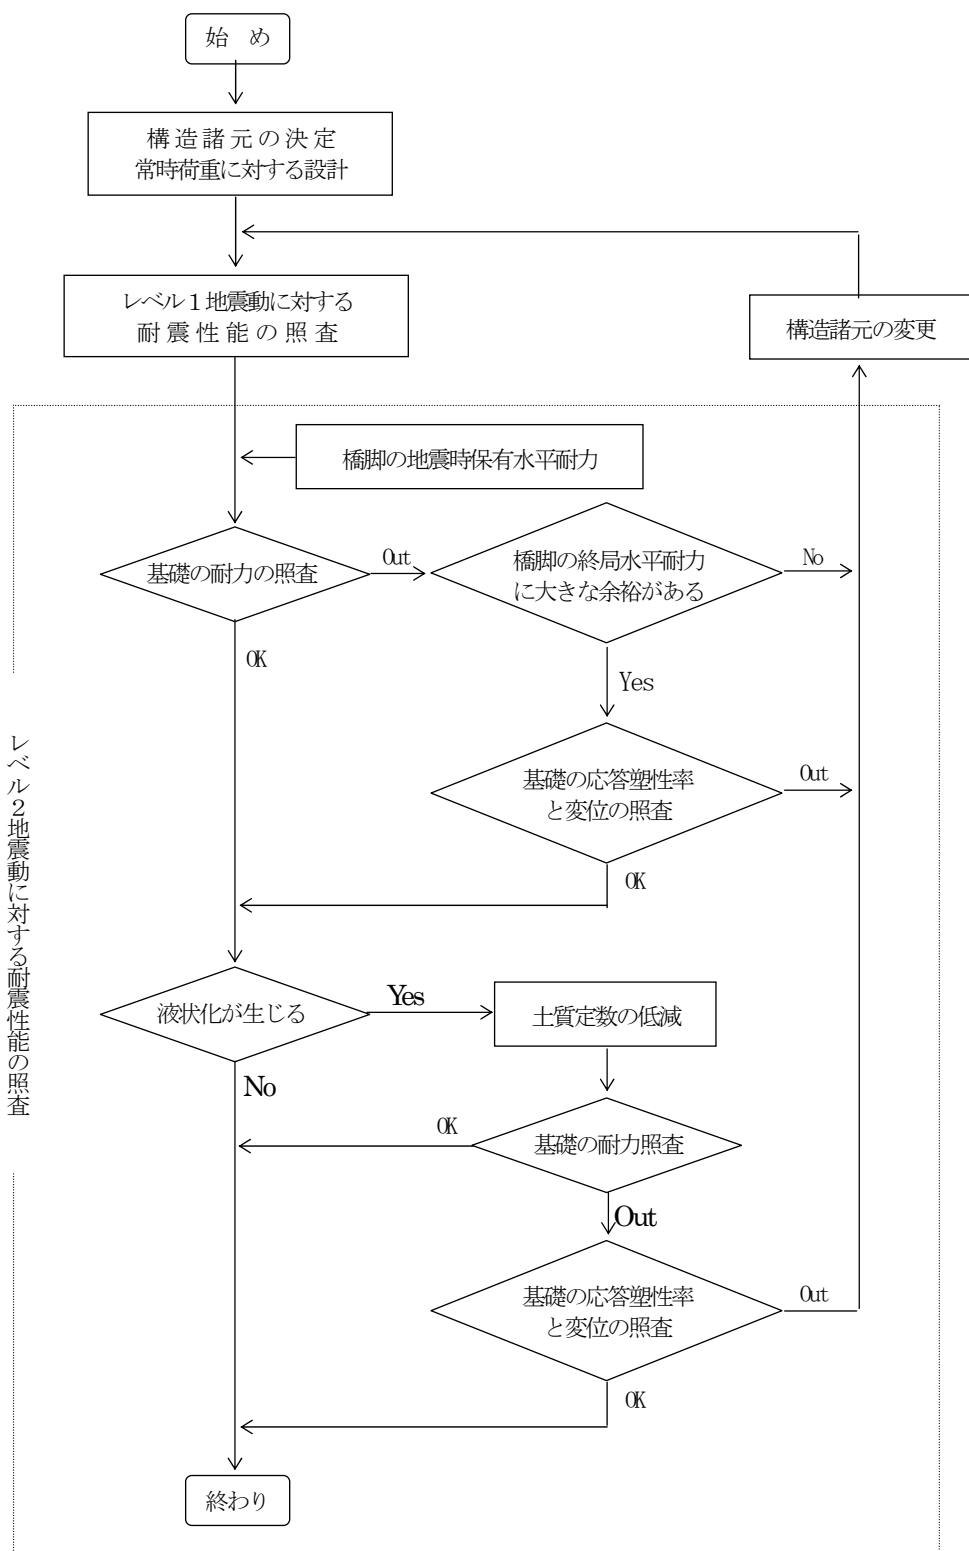 始　め
構造諸元の決定
常時荷重に対する設計
レベル１地震動に対する
耐震性能の照査
構造諸元の変更
橋脚の地震時保有水平耐力
基礎の耐力の照査
Out
橋脚の終局水平耐力
に大きな余裕がある
No
OK
Yes
基礎の応答塑性率
と変位の照査
Out
OK
レベル２地震動に対する耐震性能の照査
液状化が生じる
Yes
土質定数の低減
No
OK
基礎の耐力照査
Out
基礎の応答塑性率
と変位の照査
Out
OK
終わり